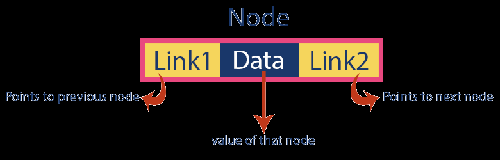 Node
Link1 Data Link2
Points to previous node
Points to next node
value of that node